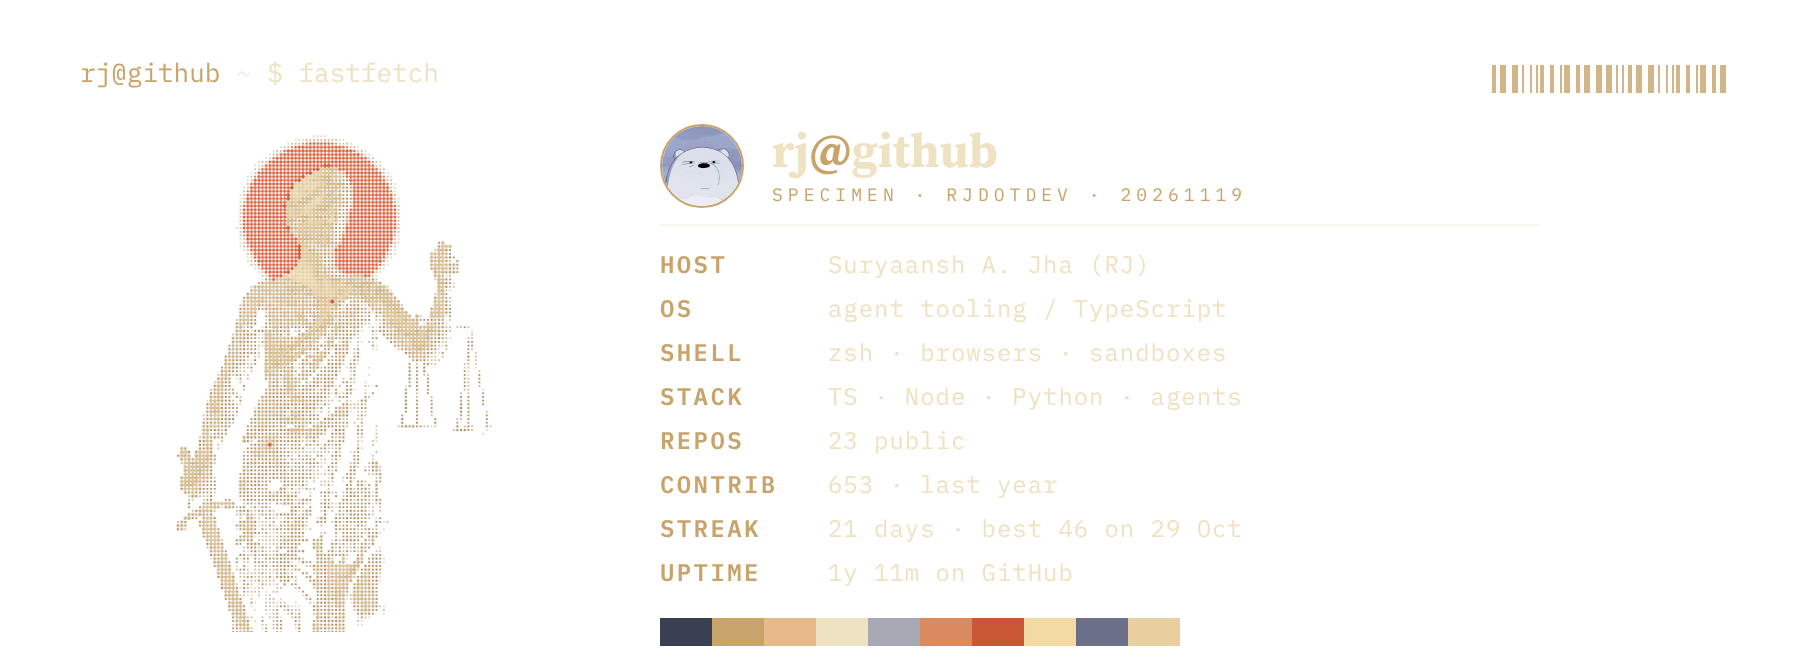 rj@github ~ $ fastfetch
rj@github
SPECIMEN · RJDOTDEV · 20261119
HOST Suryaansh A. Jha (RJ)
OS agent tooling / TypeScript
SHELL zsh · browsers · sandboxes
STACK TS · Node · Python · agents
REPOS 23 public
CONTRIB 653 · last year
STREAK 21 days · best 46 on 29 Oct
UPTIME 1y 11m on GitHub